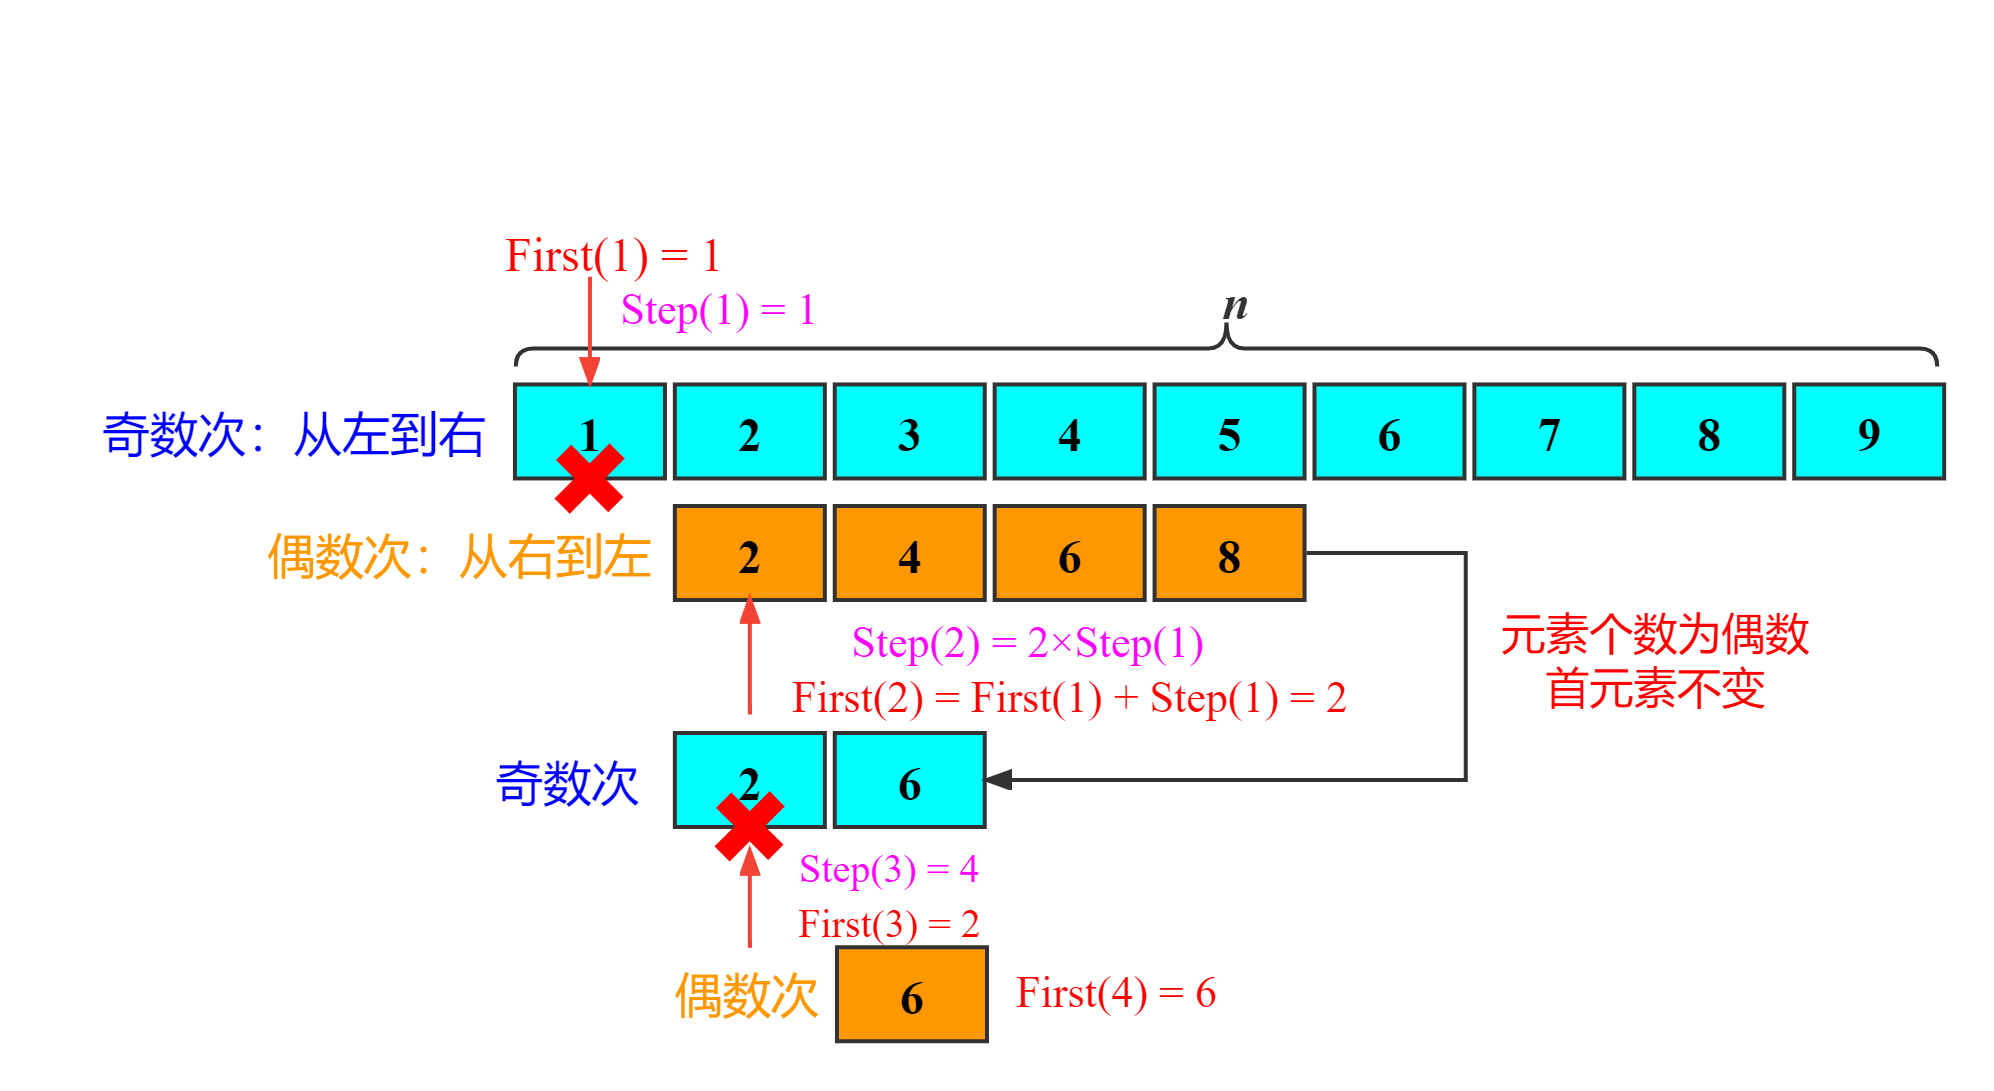 First(1) = 1
Step(1) = 1
n
奇数次：从左到右
1 2 3 4 5 6 7 8 9
偶数次：从右到左
2 4 6 8
Step(2) = 2×Step(1)
First(2) = First(1) + Step(1) = 2
元素个数为偶数
首元素不变
奇数次
2 6
Step(3) = 4
First(3) = 2
偶数次
6
First(4) = 6